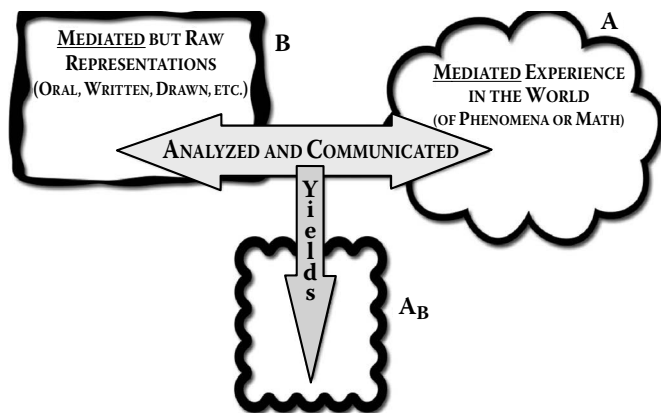 B
MEDIATED BUT RAW
REPRESENTATIONS
(ORAL, WRITTEN, DRAWN, ETC.)
A
MEDIATED EXPERIENCE
IN THE WORLD
(OF PHENOMENA OR MATH)
ANALYZED AND COMMUNICATED
Yields
AB